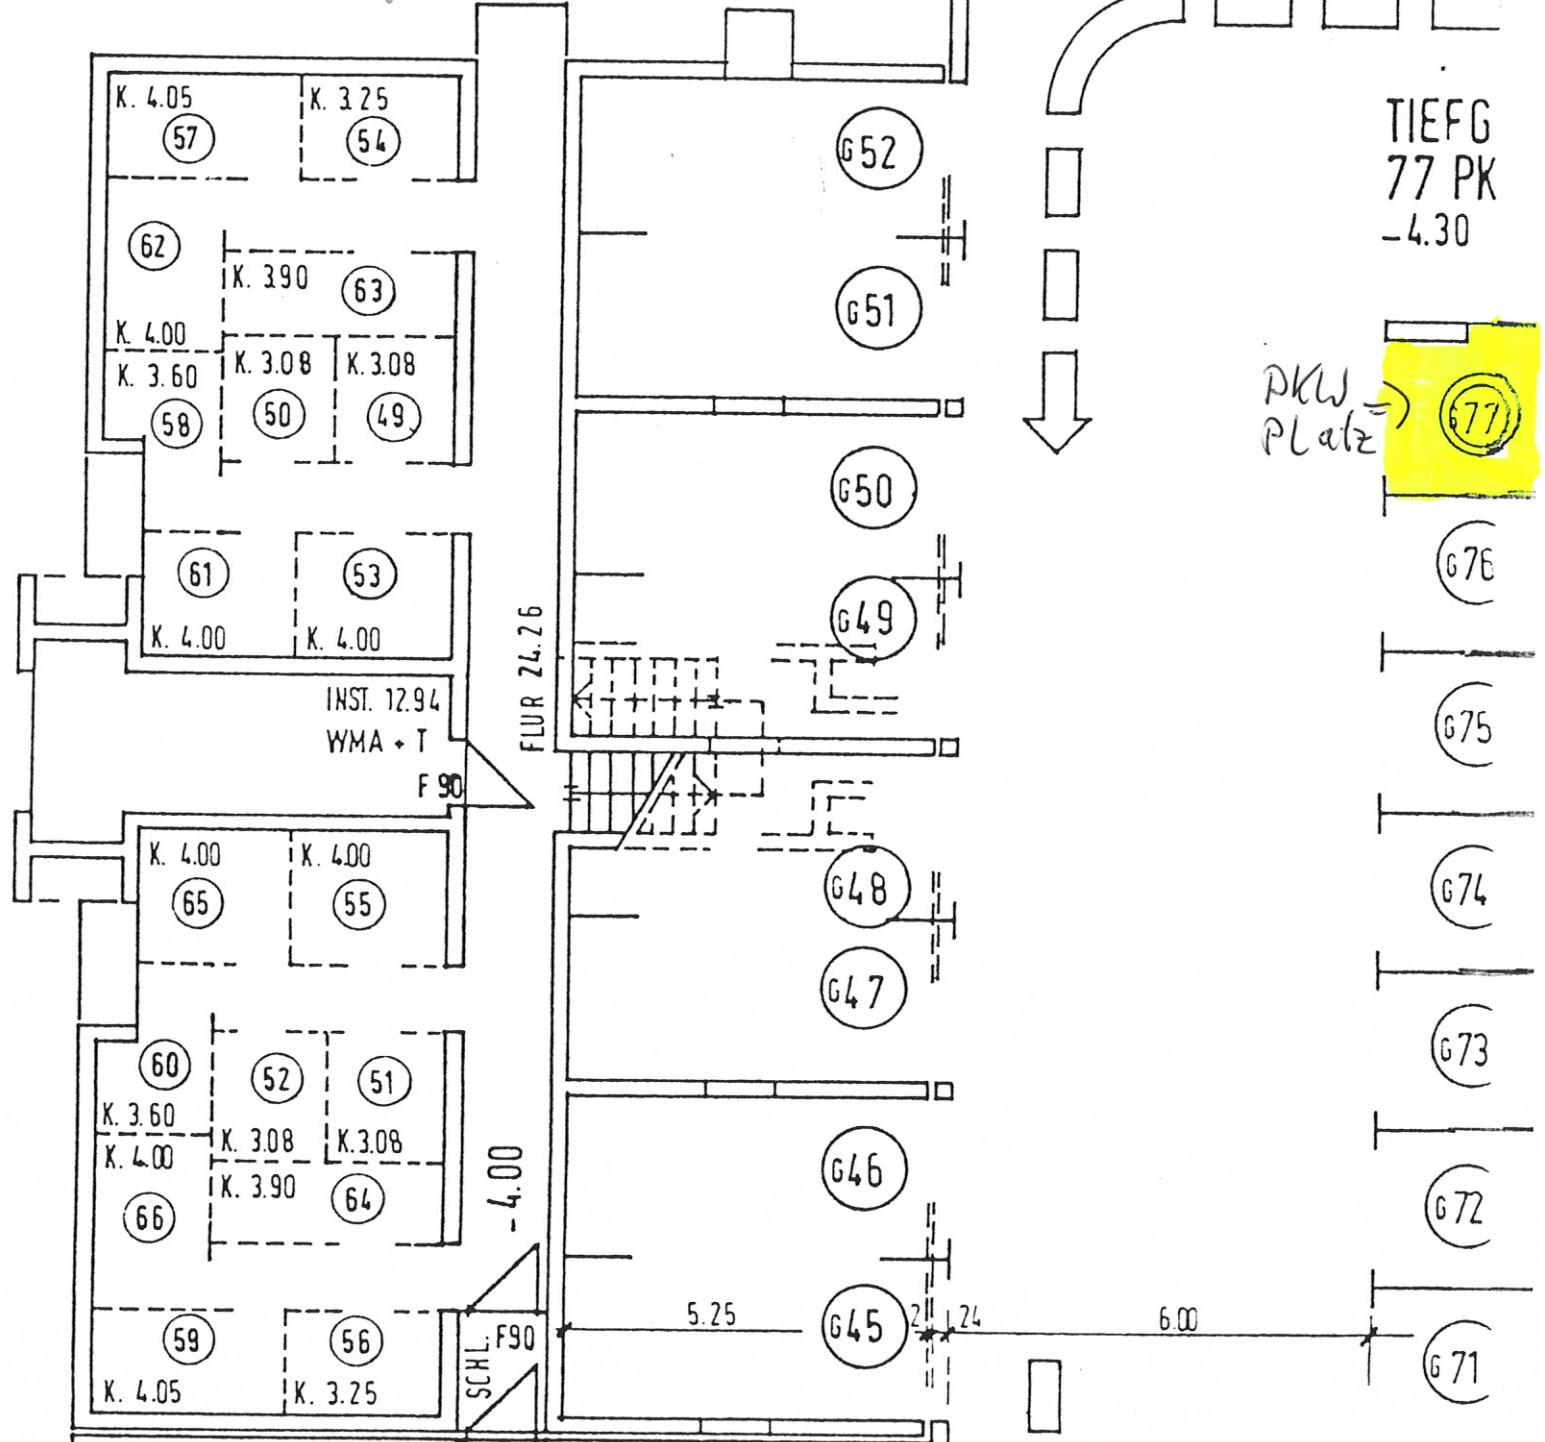 K. 4.05
57
K. 3.25
54
62
K. 4.00
K. 3.90
63
K. 3.60
58
K. 3.08
50
K. 3.08
49
61
K. 4.00
53
K. 4.00
INST. 12.94
WMA + T
F 90
FLUR 24.26
K. 4.00
65
K. 4.00
55
60
K. 3.60
52
K. 3.08
51
K. 3.08
K. 4.00
66
K. 3.90
64
-4.00
59
K. 4.05
56
K. 3.25
SCHL. F90
G52
G51
G50
G49
G48
G47
G46
G45
5.25
24
6.00
TIEFG
77 PK
-4.30
PKW
PLatz
G77
G76
G75
G74
G73
G72
G71